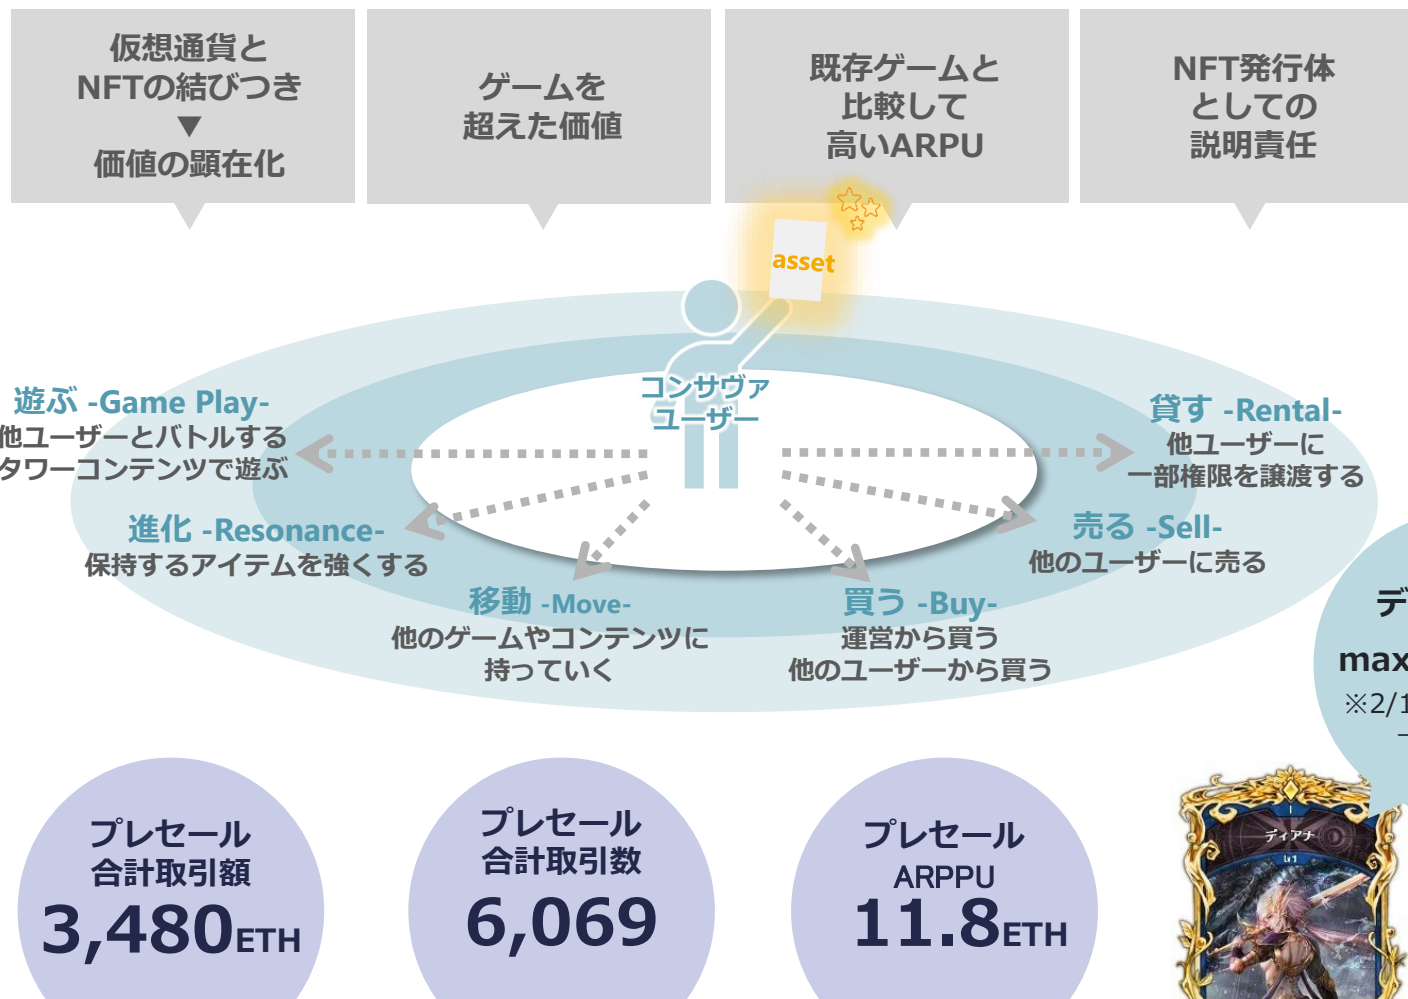 仮想通貨と
NFTの結びつき
▼
価値の顕在化
ゲームを
超えた価値
既存ゲームと
比較して
高いARPU
NFT発行体
としての
説明責任
asset
コンサヴァ
ユーザー
遊ぶ -Game Play-
他ユーザーとバトルする
タワーコンテンツで遊ぶ
進化 -Resonance-
保持するアイテムを強くする
移動 -Move-
他のゲームやコンテンツに
持っていく
買う -Buy-
運営から買う
他のユーザーから買う
売る -Sell-
他のユーザーに売る
貸す -Rental-
他ユーザーに
一部権限を譲渡する
デ
max
※2/1
プレセール
合計取引額
3,480ETH
プレセール
合計取引数
6,069
プレセール
ARPPU
11.8ETH
I
ディアナ
Lv 1